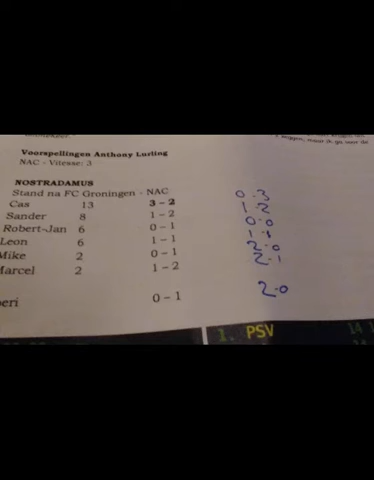 Voorspellingen Anthony Lurling
NAC - Vitesse: 3
NOSTRADAMUS
Stand na FC Groningen - NAC
Cas 13 3 - 2 0-3
Sander 8 1 - 2 1-2
Robert-Jan 6 0 - 1 0-0
Leon 6 1 - 1 1-1
Mike 2 0 - 1 2-0
Marcel 2 1 - 2 2-1
peri 0 - 1 2-0
1. PSV 14